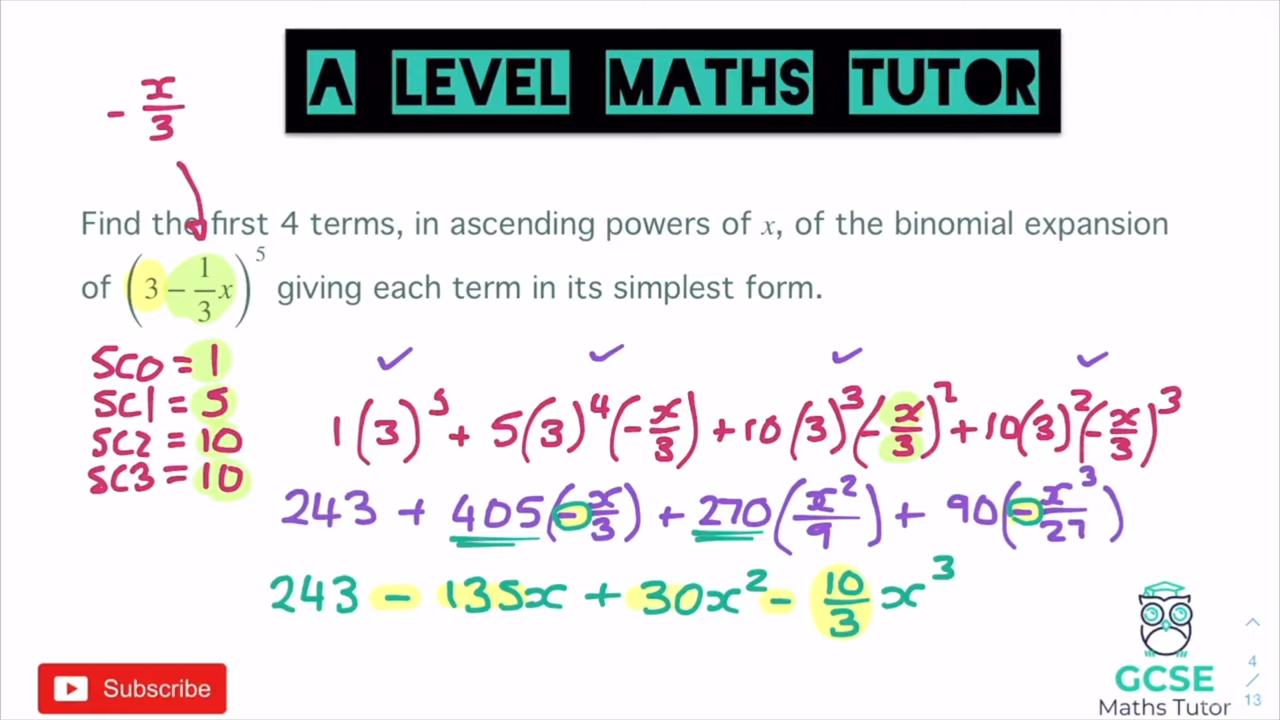 A LEVEL MATHS TUTOR
- x/3
Find the first 4 terms, in ascending powers of x, of the binomial expansion
of (3 - 1/3 x)^5 giving each term in its simplest form.
5C0 = 1
5C1 = 5
5C2 = 10
5C3 = 10
✓ ✓ ✓ ✓
1(3)^5 + 5(3)^4(-x/3) + 10(3)^3(-x/3)^2 + 10(3)^2(-x/3)^3
243 + 405(-x/3) + 270(x^2/9) + 90(-x^3/27)
243 - 135x + 30x^2 - 10/3 x^3
Subscribe
GCSE
Maths Tutor
4
/
13